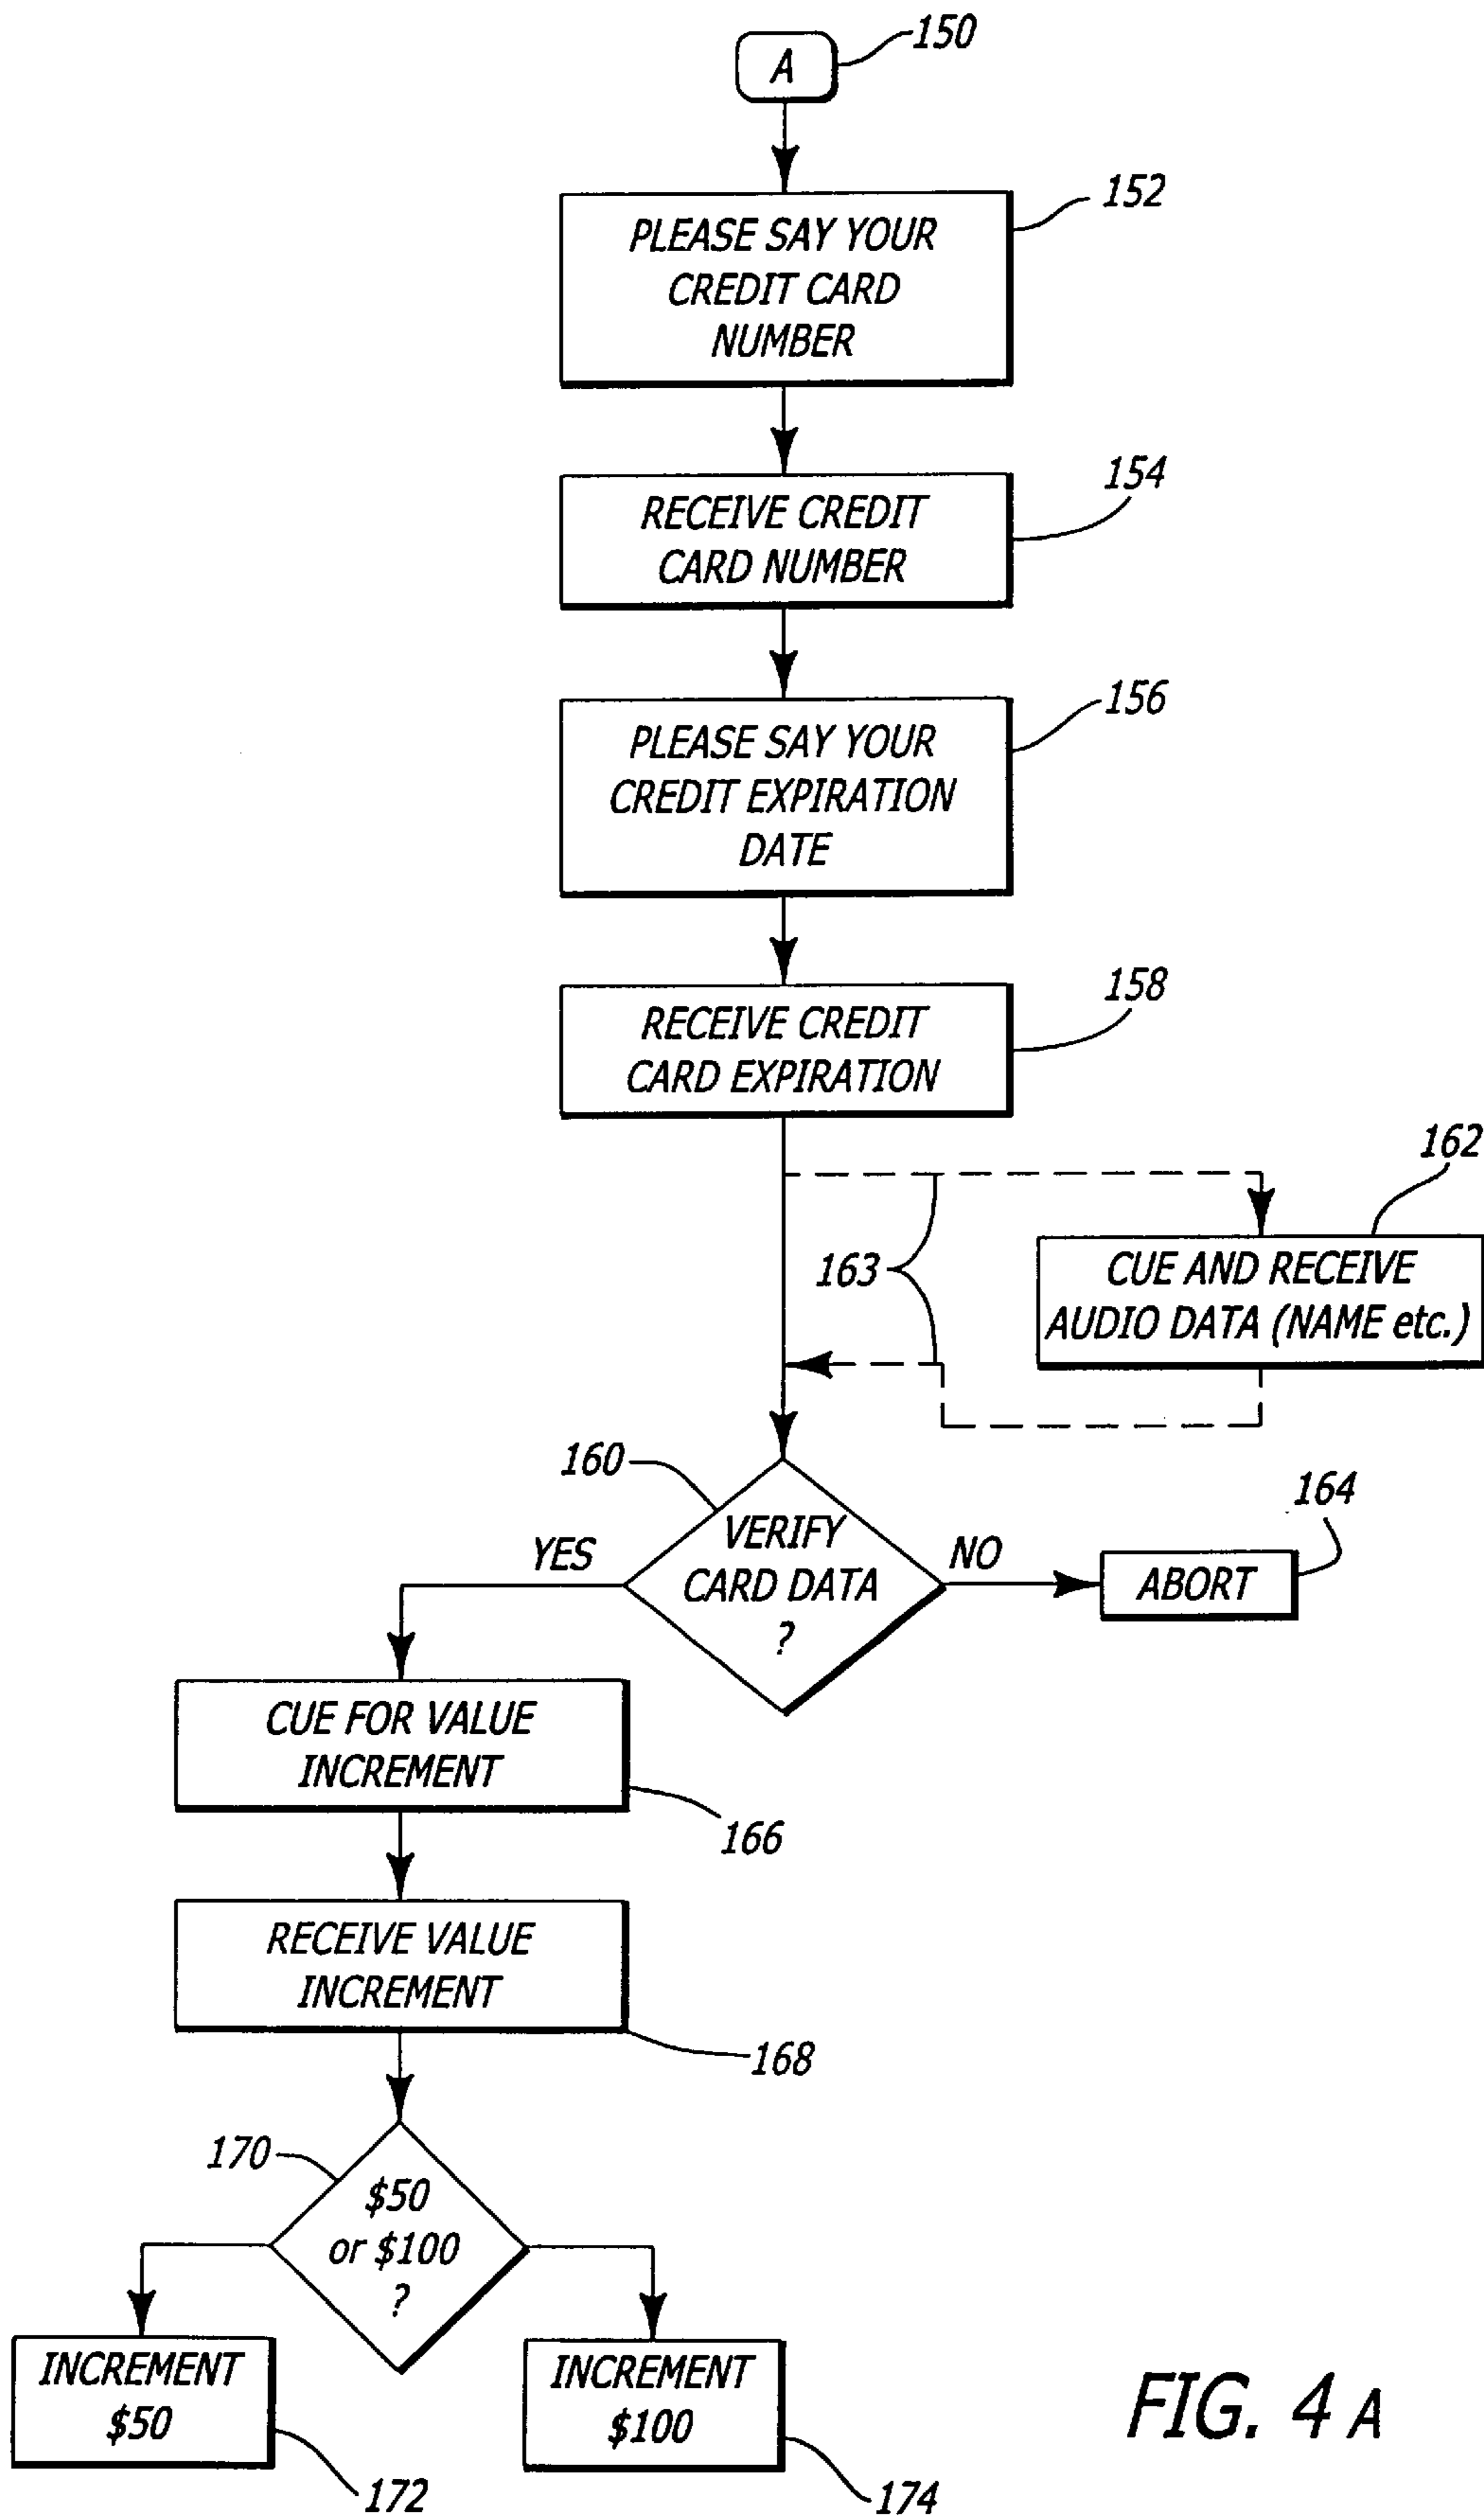 A
150
PLEASE SAY YOUR
CREDIT CARD
NUMBER
152
RECEIVE CREDIT
CARD NUMBER
154
PLEASE SAY YOUR
CREDIT EXPIRATION
DATE
156
RECEIVE CREDIT
CARD EXPIRATION
158
162
163
CUE AND RECEIVE
AUDIO DATA (NAME etc.)
160
VERIFY
CARD DATA
?
YES
NO
164
ABORT
CUE FOR VALUE
INCREMENT
166
RECEIVE VALUE
INCREMENT
168
170
$50
or $100
?
INCREMENT
$50
172
INCREMENT
$100
174
FIG. 4 A